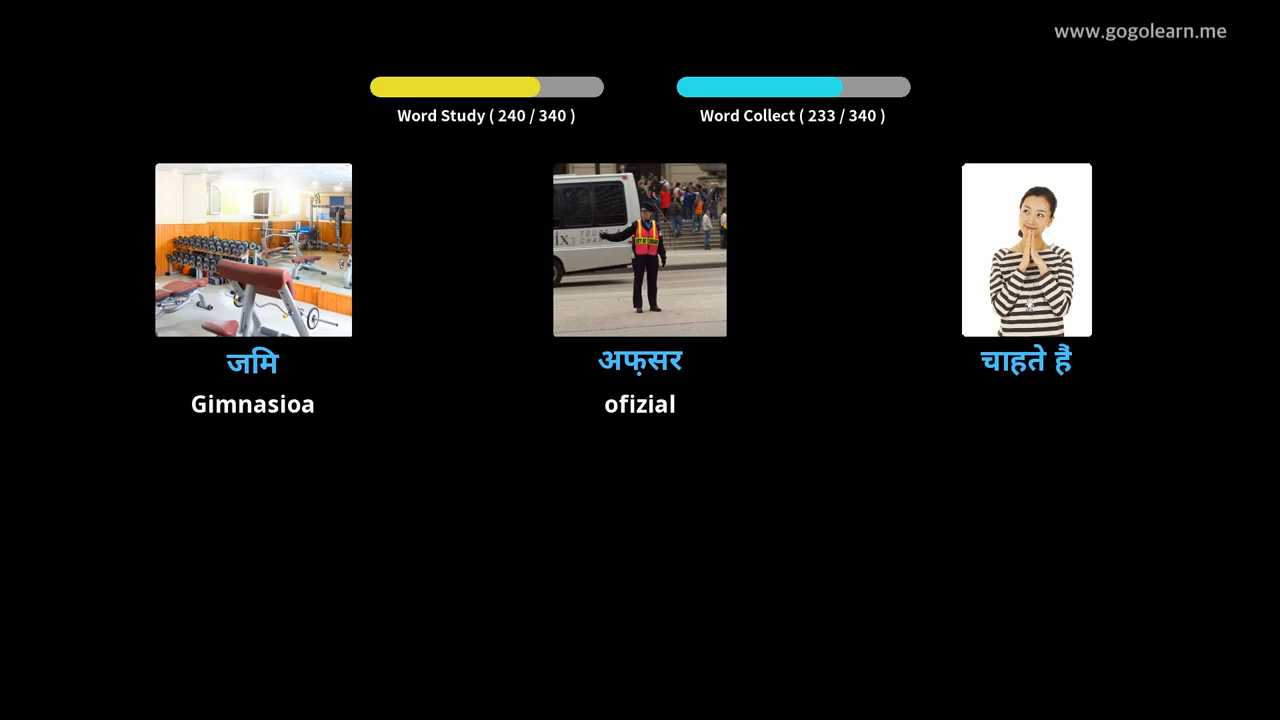 www.gogolearn.me
Word Study ( 240 / 340 )
Word Collect ( 233 / 340 )
जमि
अफ़सर
चाहते हैं
Gimnasioa
ofizial